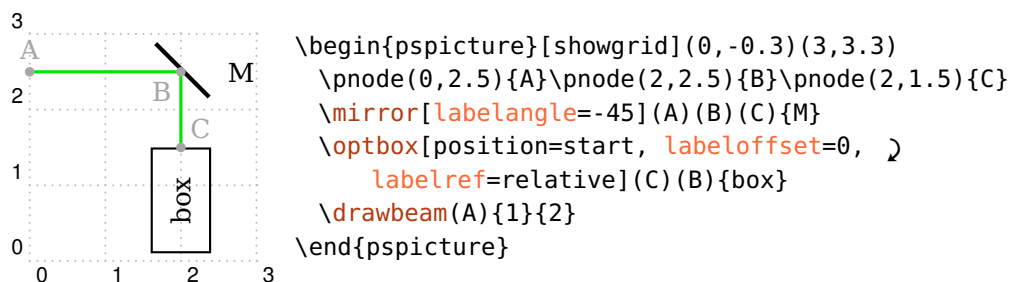 3
A
M
2
B
C
1
box
0
0 1 2 3
\begin{pspicture}[showgrid](0,-0.3)(3,3.3)
\pnode(0,2.5){A}\pnode(2,2.5){B}\pnode(2,1.5){C}
\mirror[labelangle=-45](A)(B)(C){M}
\optbox[position=start, labeloffset=0,
labelref=relative](C)(B){box}
\drawbeam(A){1}{2}
\end{pspicture}